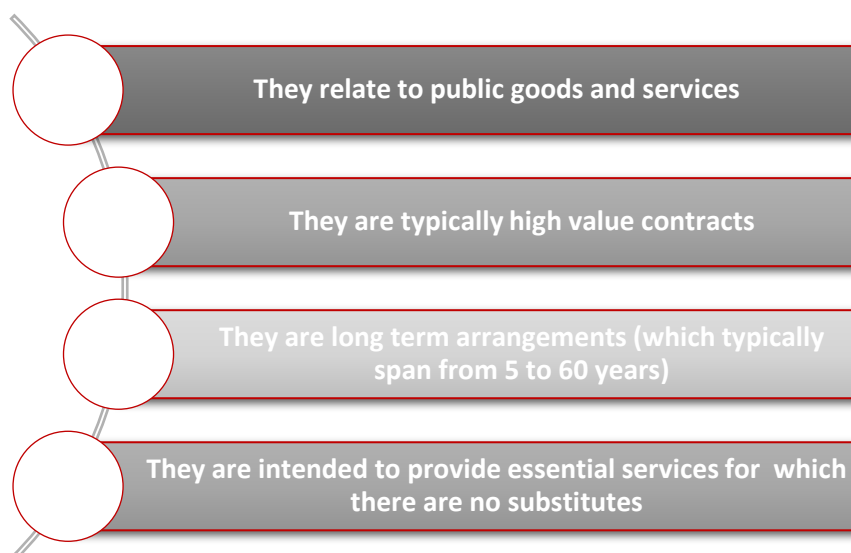 They relate to public goods and services
They are typically high value contracts
They are long term arrangements (which typically
span from 5 to 60 years)
They are intended to provide essential services for  which
there are no substitutes